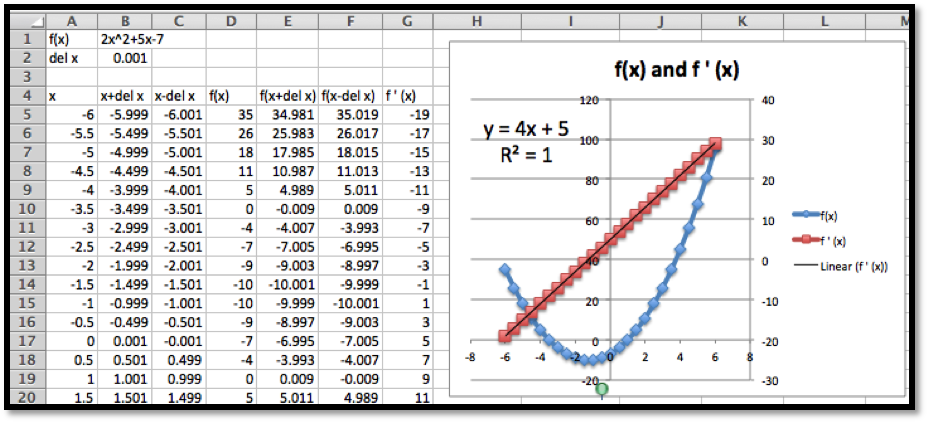 A B C D E F G H I J K L M
1 f(x) 2x^2+5x-7
2 del x 0.001
3
4 x x+del x x-del x f(x) f(x+del x) f(x-del x) f ' (x)
5 -6 -5.999 -6.001 35 34.981 35.019 -19
6 -5.5 -5.499 -5.501 26 25.983 26.017 -17
7 -5 -4.999 -5.001 18 17.985 18.015 -15
8 -4.5 -4.499 -4.501 11 10.987 11.013 -13
9 -4 -3.999 -4.001 5 4.989 5.011 -11
10 -3.5 -3.499 -3.501 0 -0.009 0.009 -9
11 -3 -2.999 -3.001 -4 -4.007 -3.993 -7
12 -2.5 -2.499 -2.501 -7 -7.005 -6.995 -5
13 -2 -1.999 -2.001 -9 -9.003 -8.997 -3
14 -1.5 -1.499 -1.501 -10 -10.001 -9.999 -1
15 -1 -0.999 -1.001 -10 -9.999 -10.001 1
16 -0.5 -0.499 -0.501 -9 -8.997 -9.003 3
17 0 0.001 -0.001 -7 -6.995 -7.005 5
18 0.5 0.501 0.499 -4 -3.993 -4.007 7
19 1 1.001 0.999 0 0.009 -0.009 9
20 1.5 1.501 1.499 5 5.011 4.989 11
f(x) and f ' (x)
y = 4x + 5
R² = 1
120
100
80
60
40
20
0
-20
40
30
20
10
0
-10
-20
-30
-8 -6 -4 -2 0 2 4 6 8
f(x)
f ' (x)
Linear (f ' (x))